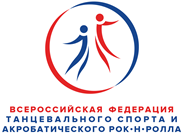 ВСЕРОССИЙСКАЯ ФЕДЕРАЦИЯ
ТАНЦЕВАЛЬНОГО СПОРТА И
АКРОБАТИЧЕСКОГО РОК-Н-РОЛЛА